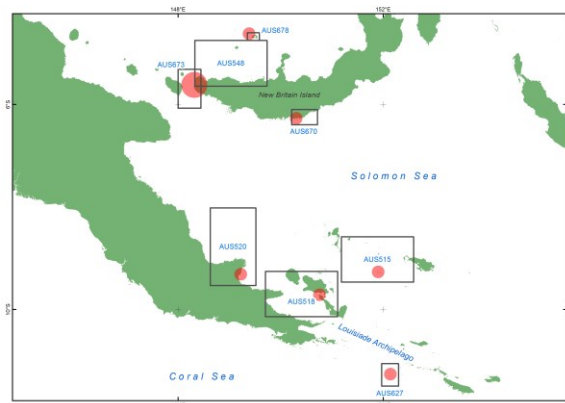 148°E
152°E
AUS678
AUS673
AUS548
New Britain Island
6°S
AUS670
Solomon Sea
AUS520
AUS515
AUS518
10°S
Louisiade Archipelago
Coral Sea
AUS627